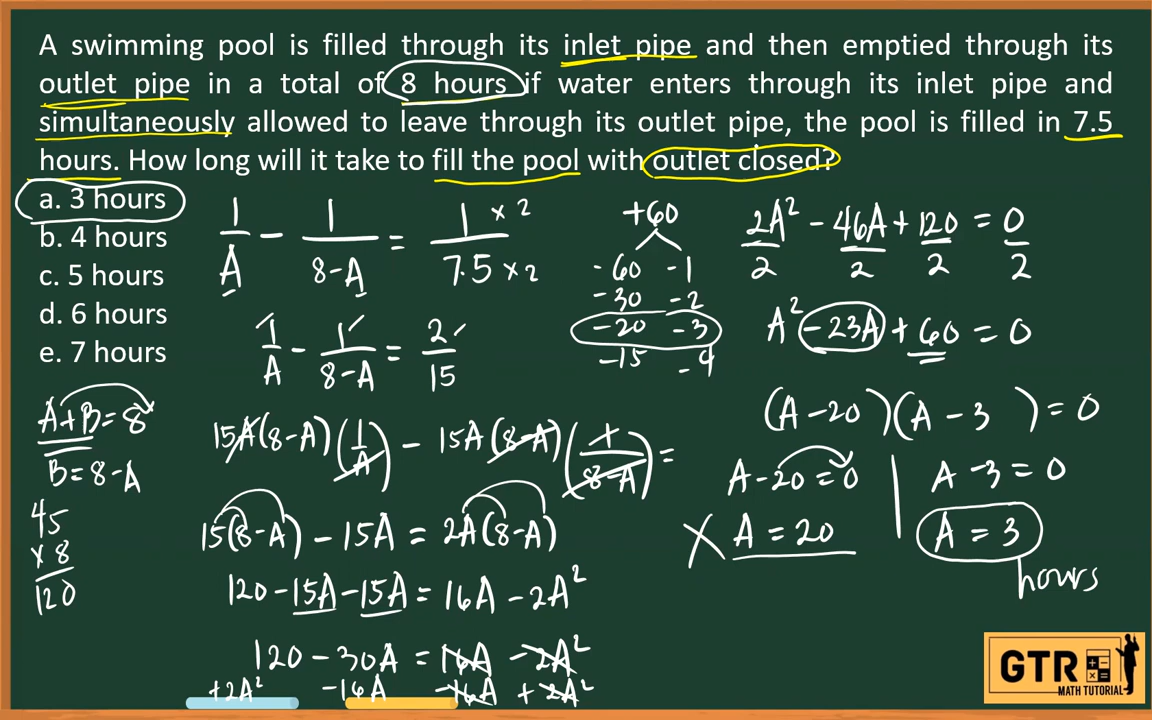 A swimming pool is filled through its inlet pipe and then emptied through its
outlet pipe in a total of 8 hours if water enters through its inlet pipe and
simultaneously allowed to leave through its outlet pipe, the pool is filled in 7.5
hours. How long will it take to fill the pool with outlet closed?
a. 3 hours
b. 4 hours
c. 5 hours
d. 6 hours
e. 7 hours
A+B=8
B=8-A
45
x 8
120
1/A - 1/(8-A) = 1 x 2/7.5 x 2
1/A - 1/(8-A) = 2/15
15A(8-A)(1/A) - 15A(8-A)(1/(8-A)) =
15(8-A) - 15A = 2A(8-A)
120 - 15A - 15A = 16A - 2A²
120 - 30A = 16A - 2A²
+2A² -16A -16A + 2A²
+60
-60 -1
-30 -2
-20 -3
-15 -4
2A²/2 - 46A/2 + 120/2 = 0/2
A² - 23A + 60 = 0
(A - 20)(A - 3) = 0
A - 20 = 0
X A = 20
A - 3 = 0
A = 3
hours
GTR
MATH TUTORIAL